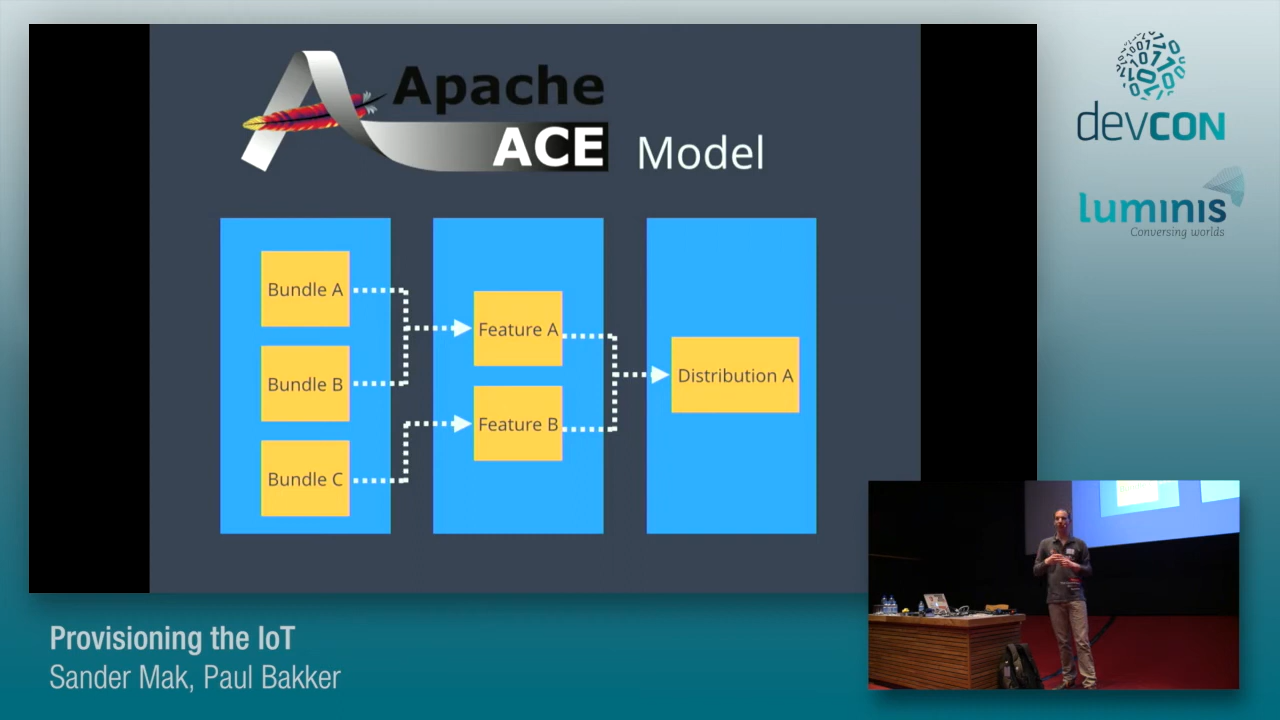 Apache
ACE
Model
Bundle A
Bundle B
Bundle C
Feature A
Feature B
Distribution A
devCON
luminis
Conversing worlds
Provisioning the IoT
Sander Mak, Paul Bakker